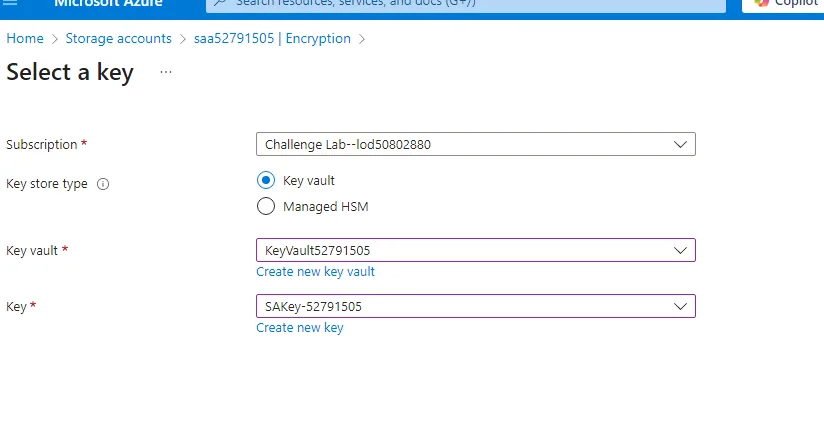 Microsoft Azure
Search resources, services, and docs (G+/)
Copilot
Home > Storage accounts > saa52791505 | Encryption >
Select a key ...
Subscription *
Challenge Lab--lod50802880
Key store type
Key vault
Managed HSM
Key vault *
KeyVault52791505
Create new key vault
Key *
SAKey-52791505
Create new key